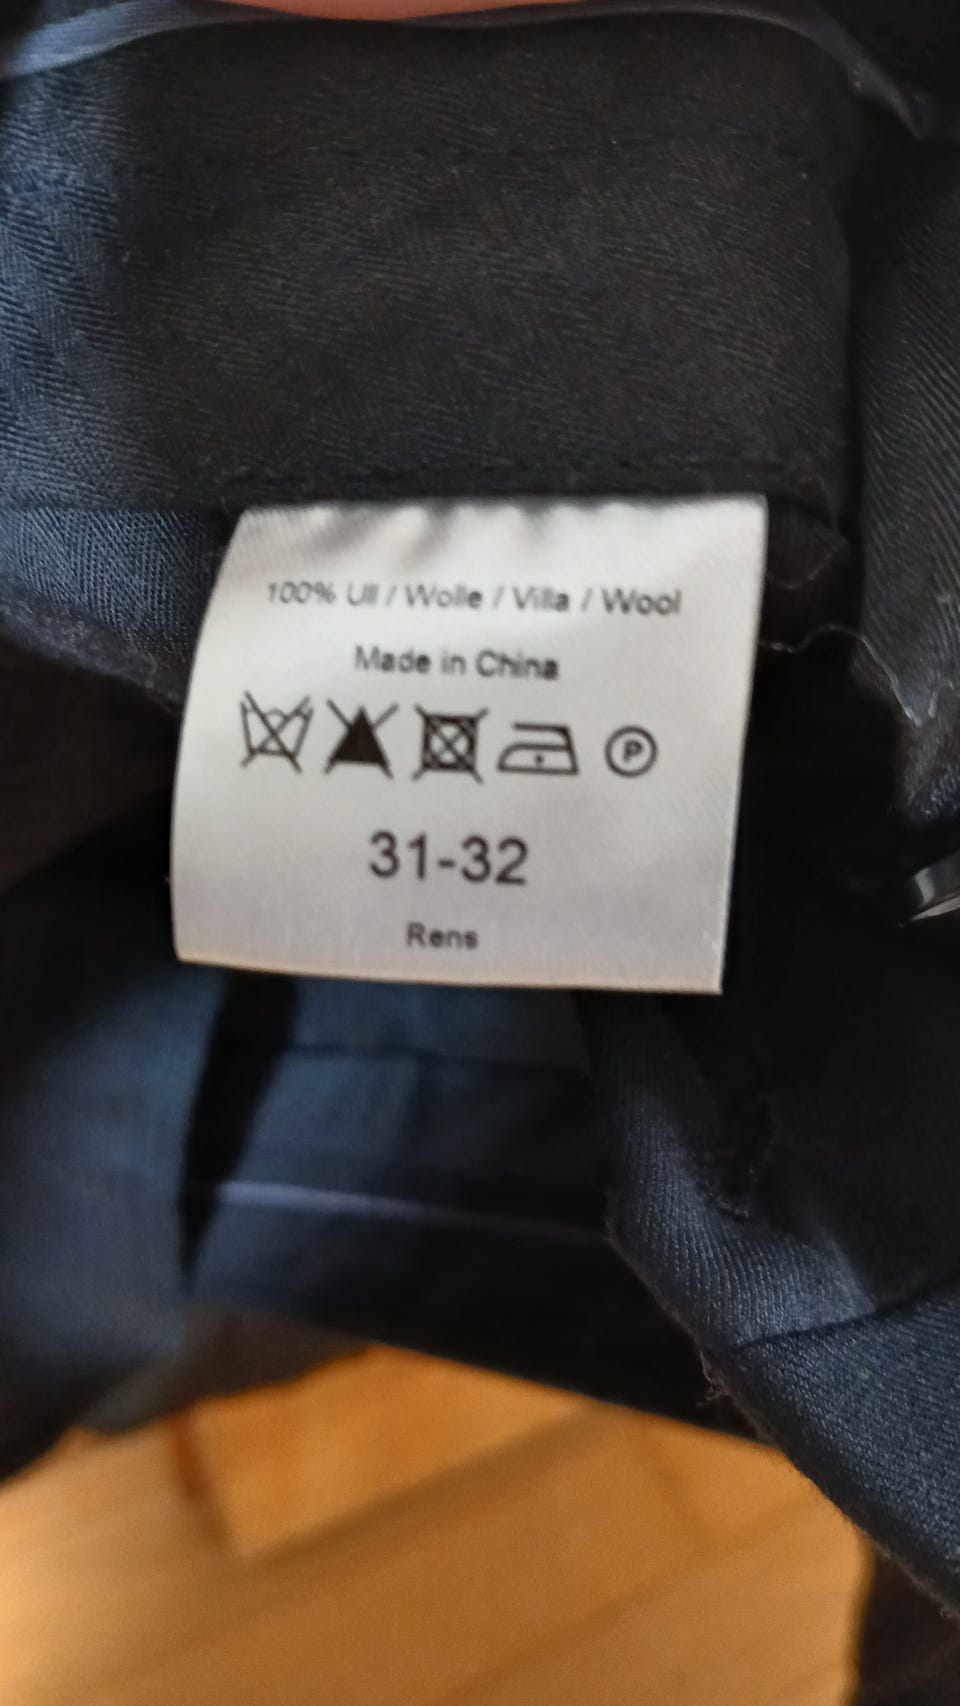 100% Ull / Wolle / Villa / Wool
Made in China
P
31-32
Rens